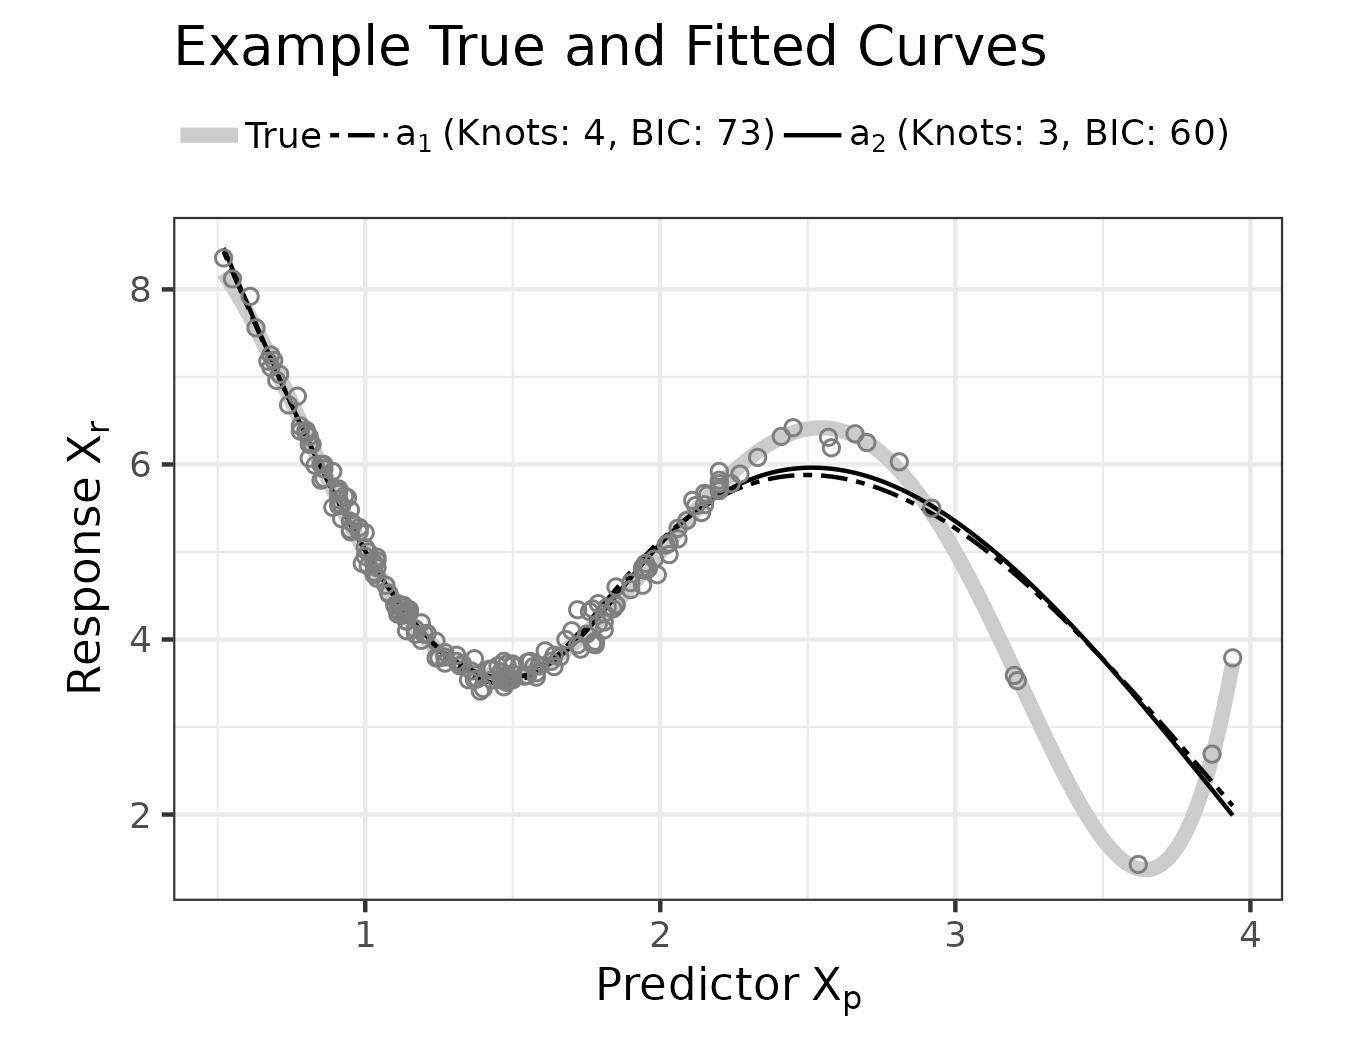 Example True and Fitted Curves
True a₁ (Knots: 4, BIC: 73) a₂ (Knots: 3, BIC: 60)
8
6
4
2
Response Xᵣ
1 2 3 4
Predictor Xₚ